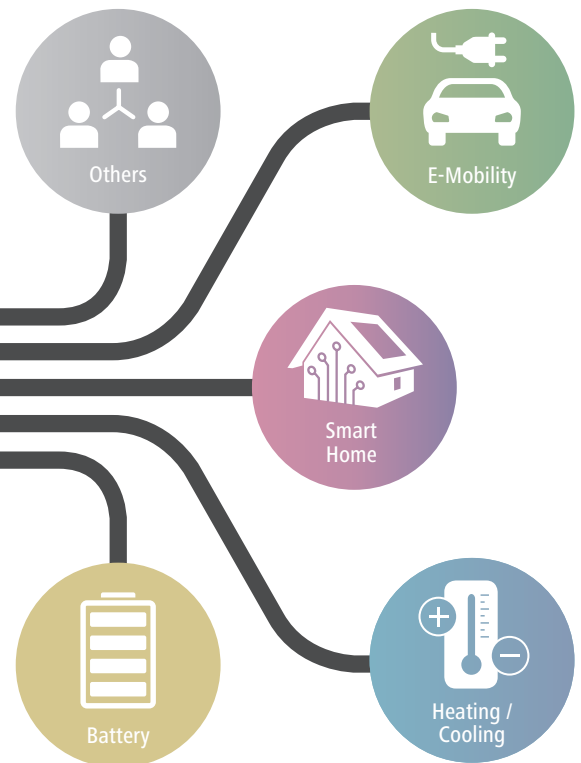 Others
E-Mobility
Smart
Home
Battery
Heating /
Cooling